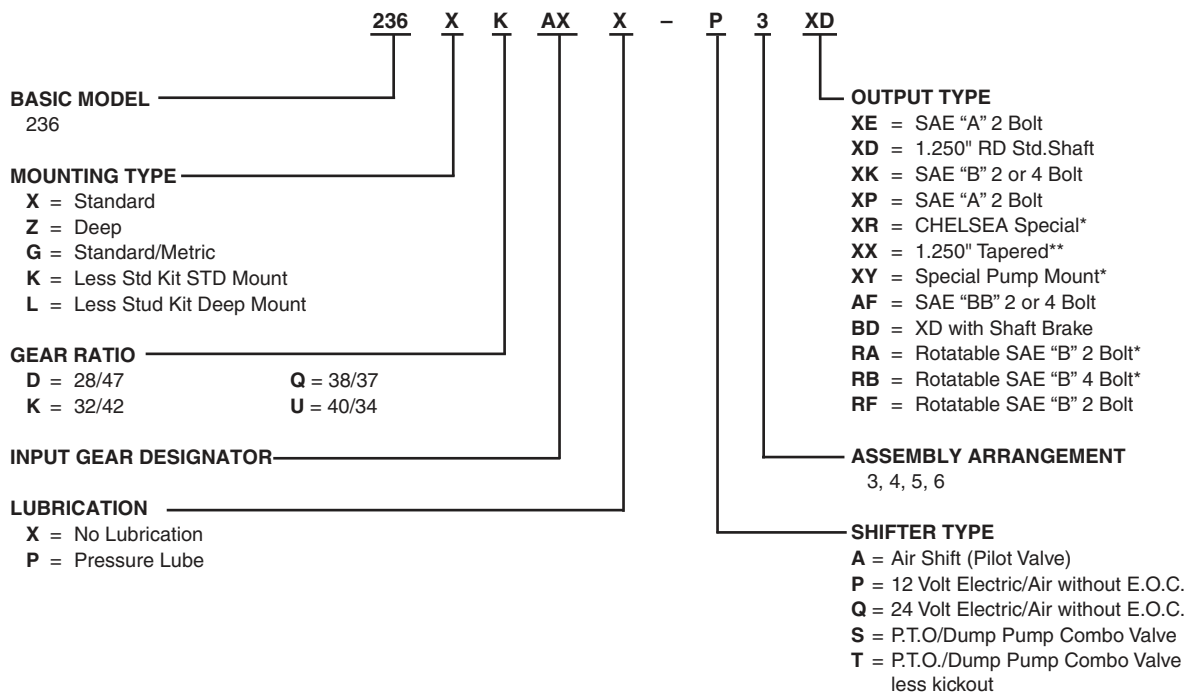 236 X K AX X – P 3 XD
BASIC MODEL
236
MOUNTING TYPE
X = Standard
Z = Deep
G = Standard/Metric
K = Less Std Kit STD Mount
L = Less Stud Kit Deep Mount
GEAR RATIO
D = 28/47 Q = 38/37
K = 32/42 U = 40/34
INPUT GEAR DESIGNATOR
LUBRICATION
X = No Lubrication
P = Pressure Lube
OUTPUT TYPE
XE = SAE “A” 2 Bolt
XD = 1.250" RD Std.Shaft
XK = SAE “B” 2 or 4 Bolt
XP = SAE “A” 2 Bolt
XR = CHELSEA Special*
XX = 1.250" Tapered**
XY = Special Pump Mount*
AF = SAE “BB” 2 or 4 Bolt
BD = XD with Shaft Brake
RA = Rotatable SAE “B” 2 Bolt*
RB = Rotatable SAE “B” 4 Bolt*
RF = Rotatable SAE “B” 2 Bolt
ASSEMBLY ARRANGEMENT
3, 4, 5, 6
SHIFTER TYPE
A = Air Shift (Pilot Valve)
P = 12 Volt Electric/Air without E.O.C.
Q = 24 Volt Electric/Air without E.O.C.
S = P.T.O/Dump Pump Combo Valve
T = P.T.O./Dump Pump Combo Valve
less kickout